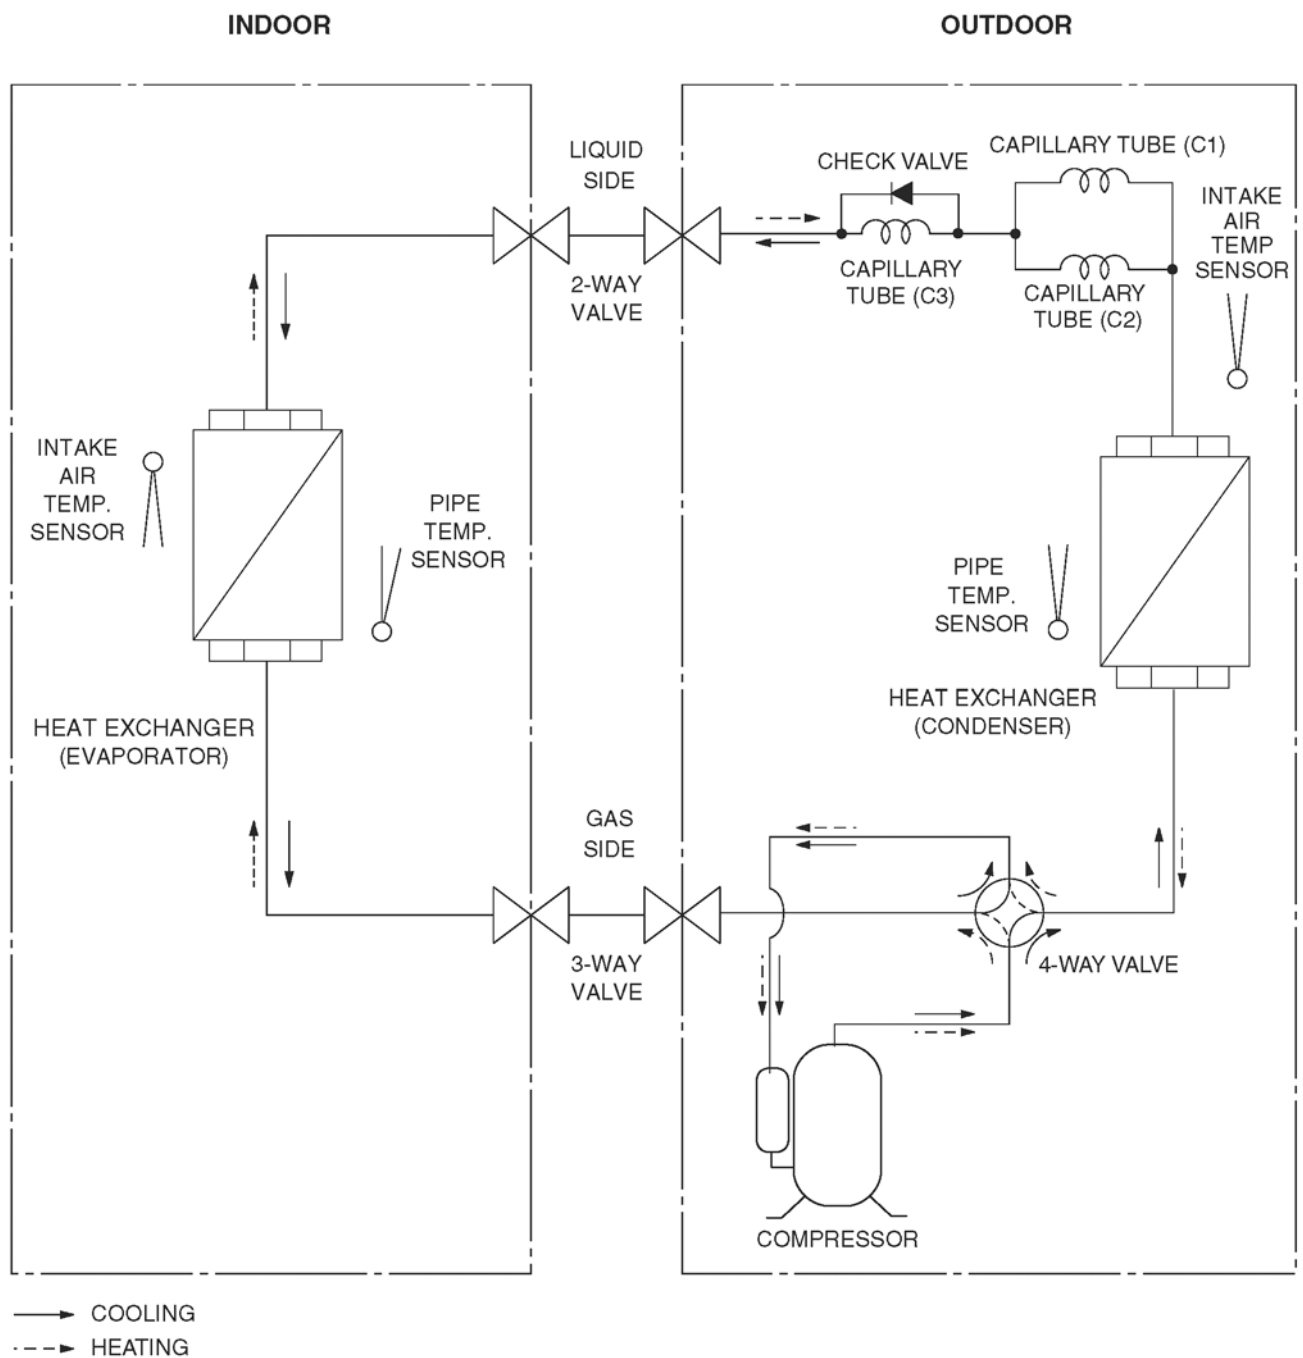 INDOOR
OUTDOOR
LIQUID
SIDE
2-WAY
VALVE
CHECK VALVE
CAPILLARY
TUBE (C3)
CAPILLARY TUBE (C1)
CAPILLARY
TUBE (C2)
INTAKE
AIR
TEMP
SENSOR
INTAKE
AIR
TEMP.
SENSOR
PIPE
TEMP.
SENSOR
PIPE
TEMP.
SENSOR
HEAT EXCHANGER
(EVAPORATOR)
HEAT EXCHANGER
(CONDENSER)
GAS
SIDE
3-WAY
VALVE
4-WAY VALVE
COMPRESSOR
COOLING
HEATING